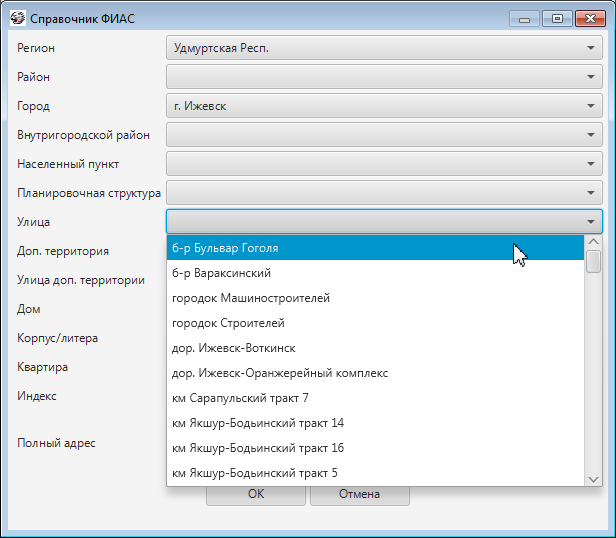 Справочник ФИАС
Регион
Удмуртская Респ.
Район
Город
г. Ижевск
Внутригородской район
Населенный пункт
Планировочная структура
Улица
б-р Бульвар Гоголя
Доп. территория
б-р Вараксинский
Улица доп. территории
городок Машиностроителей
Дом
городок Строителей
Корпус/литера
дор. Ижевск-Воткинск
Квартира
дор. Ижевск-Оранжерейный комплекс
Индекс
км Сарапульский тракт 7
км Якшур-Бодьинский тракт 14
Полный адрес
км Якшур-Бодьинский тракт 16
км Якшур-Бодьинский тракт 5
ОК
Отмена